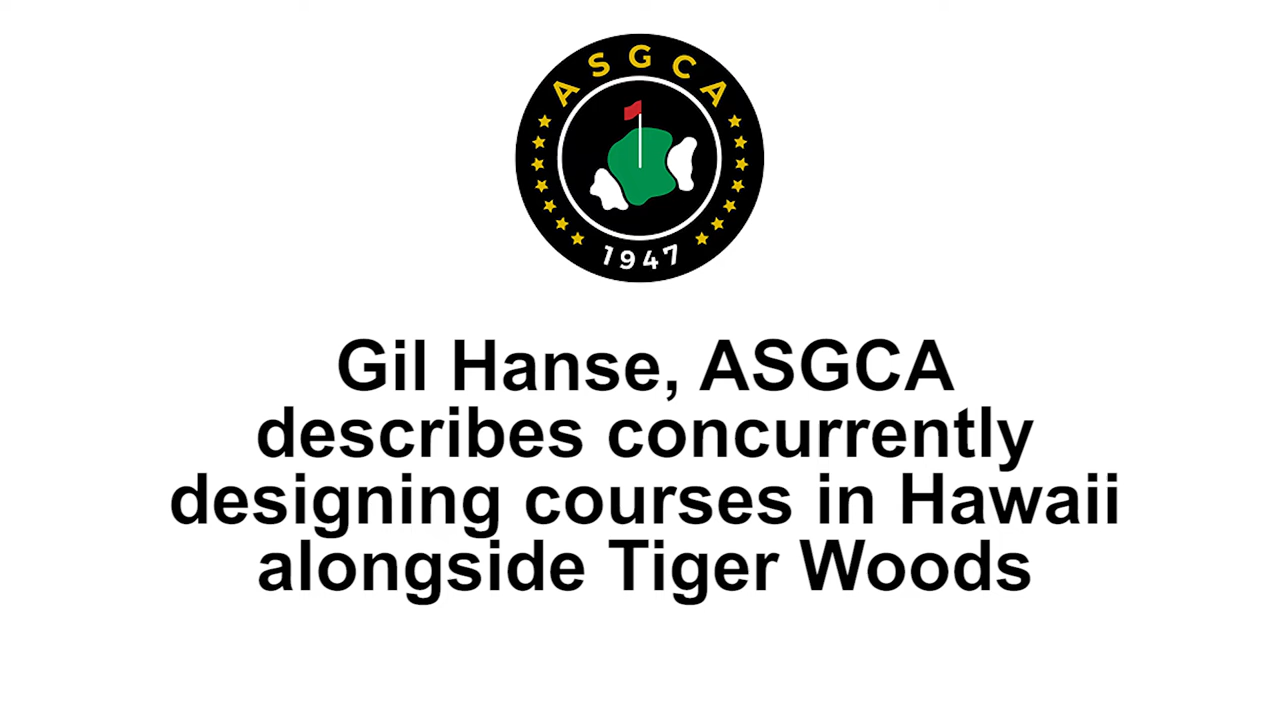 ASGCA
1947
Gil Hanse, ASGCA
describes concurrently
designing courses in Hawaii
alongside Tiger Woods